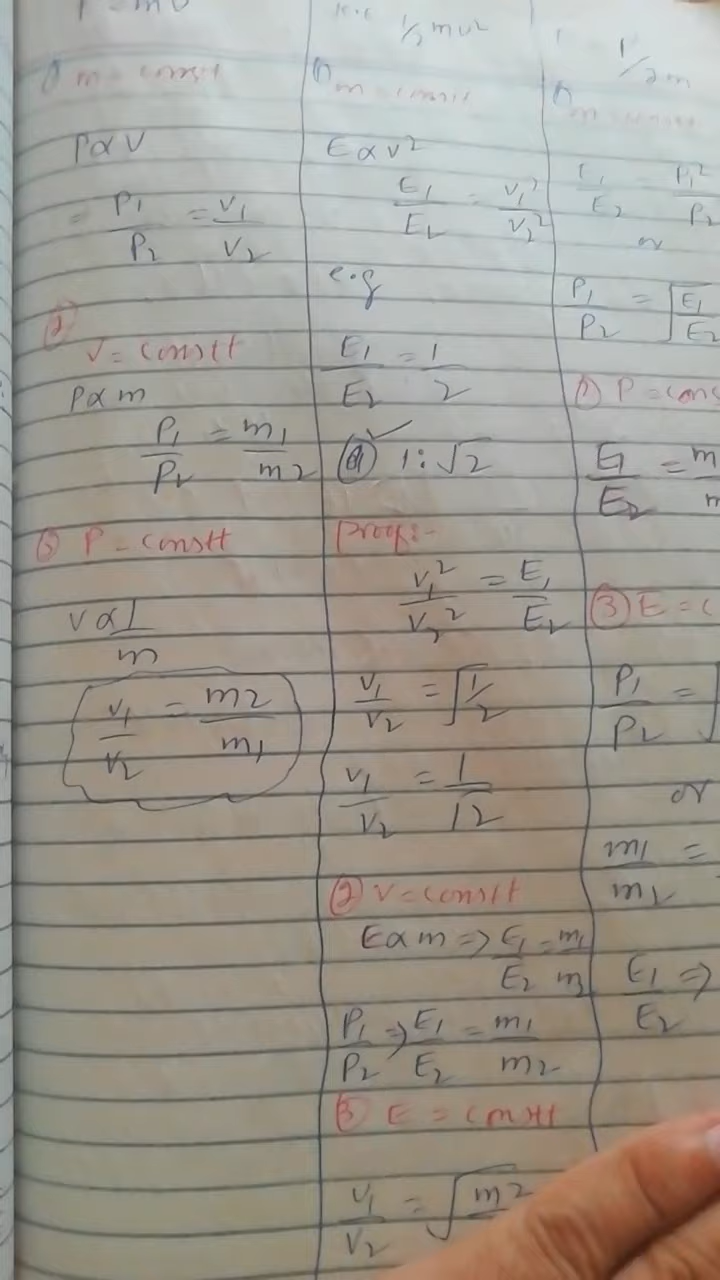 P = mv
1) m = constt
P∝v
= P1/P2 = v1/v2
2)
v = constt
P∝m
P1/P2 = m1/m2
3) P - constt
v∝1/m
v1/v2 = m2/m1
K.E 1/2 mv²
1) m - constt
E∝v²
E1/E2 = v1²/v2²
e.g
E1/E2 = 1/2
1:√2
proof:-
v1²/v2² = E1/E2
v1/v2 = √1/2
v1/v2 = 1/12
2) v = constt
E∝m => E1/E2 = m1/m2
P1/P2 => E1/E2 = m1/m2
3) E = constt
v1/v2 = √m2
/2m
1)
E1/E2 = P1²/P2
or
P1/P2 = √E1/E2
1) P = cons
E1/E2 = m/m
3) E = c
P1/P2 = √
or
m1/m2 =
E1/E2 =>